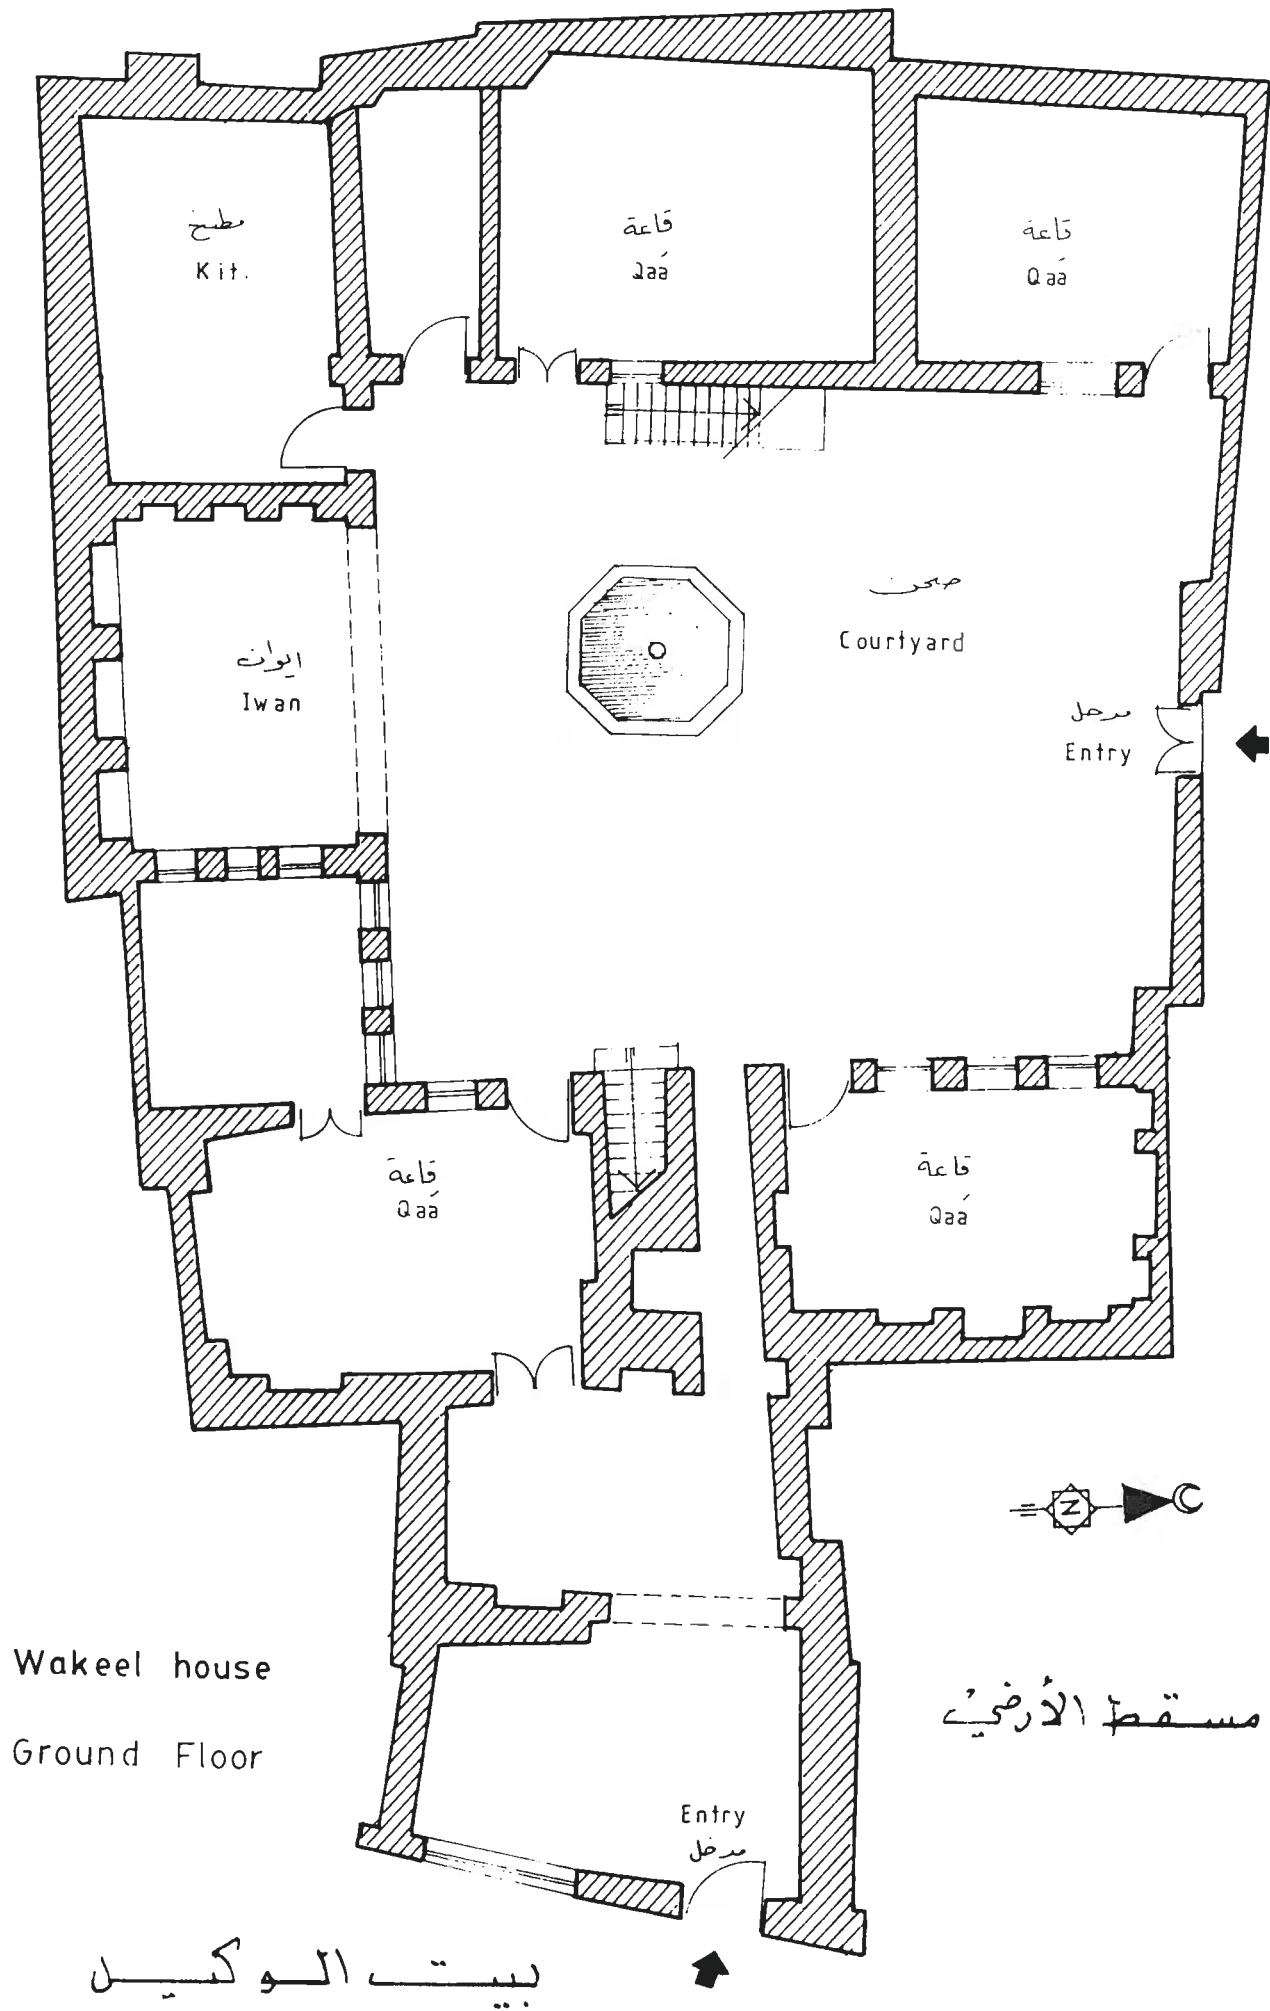 مطبخ
Kit.
قاعة
Qaá
قاعة
Qaá
صحن
Courtyard
ايوان
Iwan
مدخل
Entry
قاعة
Qaá
قاعة
Qaá
N
Wakeel house
مسقط الأرضي
Ground Floor
Entry
مدخل
بيت الوكيل